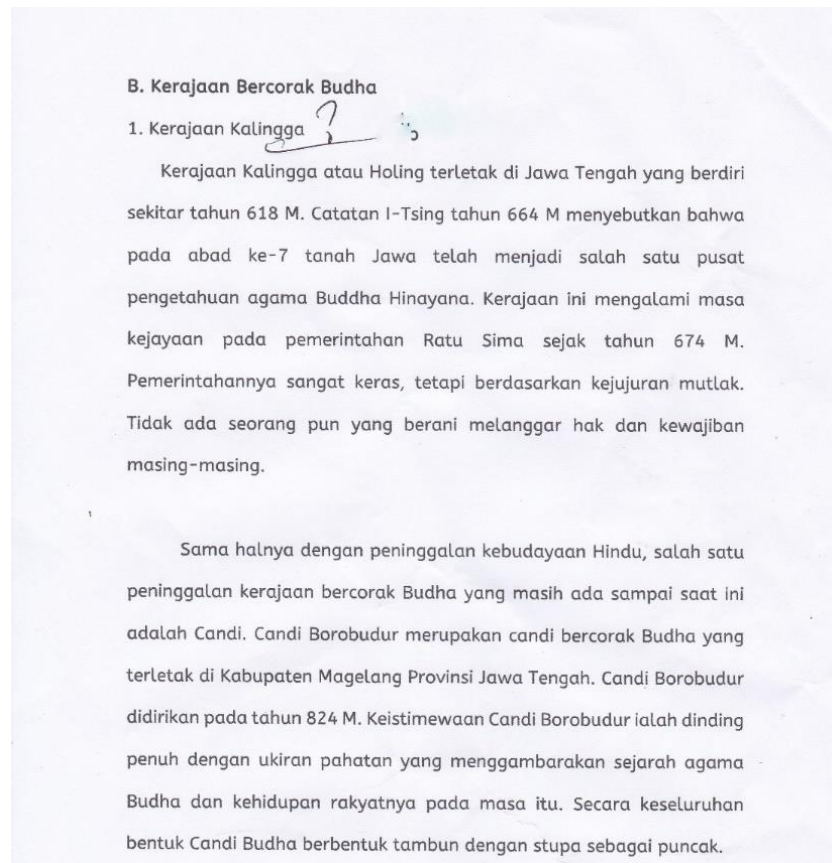 B. Kerajaan Bercorak Budha
1. Kerajaan Kalingga ?
Kerajaan Kalingga atau Holing terletak di Jawa Tengah yang berdiri
sekitar tahun 618 M. Catatan I-Tsing tahun 664 M menyebutkan bahwa
pada abad ke-7 tanah Jawa telah menjadi salah satu pusat
pengetahuan agama Buddha Hinayana. Kerajaan ini mengalami masa
kejayaan pada pemerintahan Ratu Sima sejak tahun 674 M.
Pemerintahannya sangat keras, tetapi berdasarkan kejujuran mutlak.
Tidak ada seorang pun yang berani melanggar hak dan kewajiban
masing-masing.
Sama halnya dengan peninggalan kebudayaan Hindu, salah satu
peninggalan kerajaan bercorak Budha yang masih ada sampai saat ini
adalah Candi. Candi Borobudur merupakan candi bercorak Budha yang
terletak di Kabupaten Magelang Provinsi Jawa Tengah. Candi Borobudur
didirikan pada tahun 824 M. Keistimewaan Candi Borobudur ialah dinding
penuh dengan ukiran pahatan yang menggambarakan sejarah agama
Budha dan kehidupan rakyatnya pada masa itu. Secara keseluruhan
bentuk Candi Budha berbentuk tambun dengan stupa sebagai puncak.